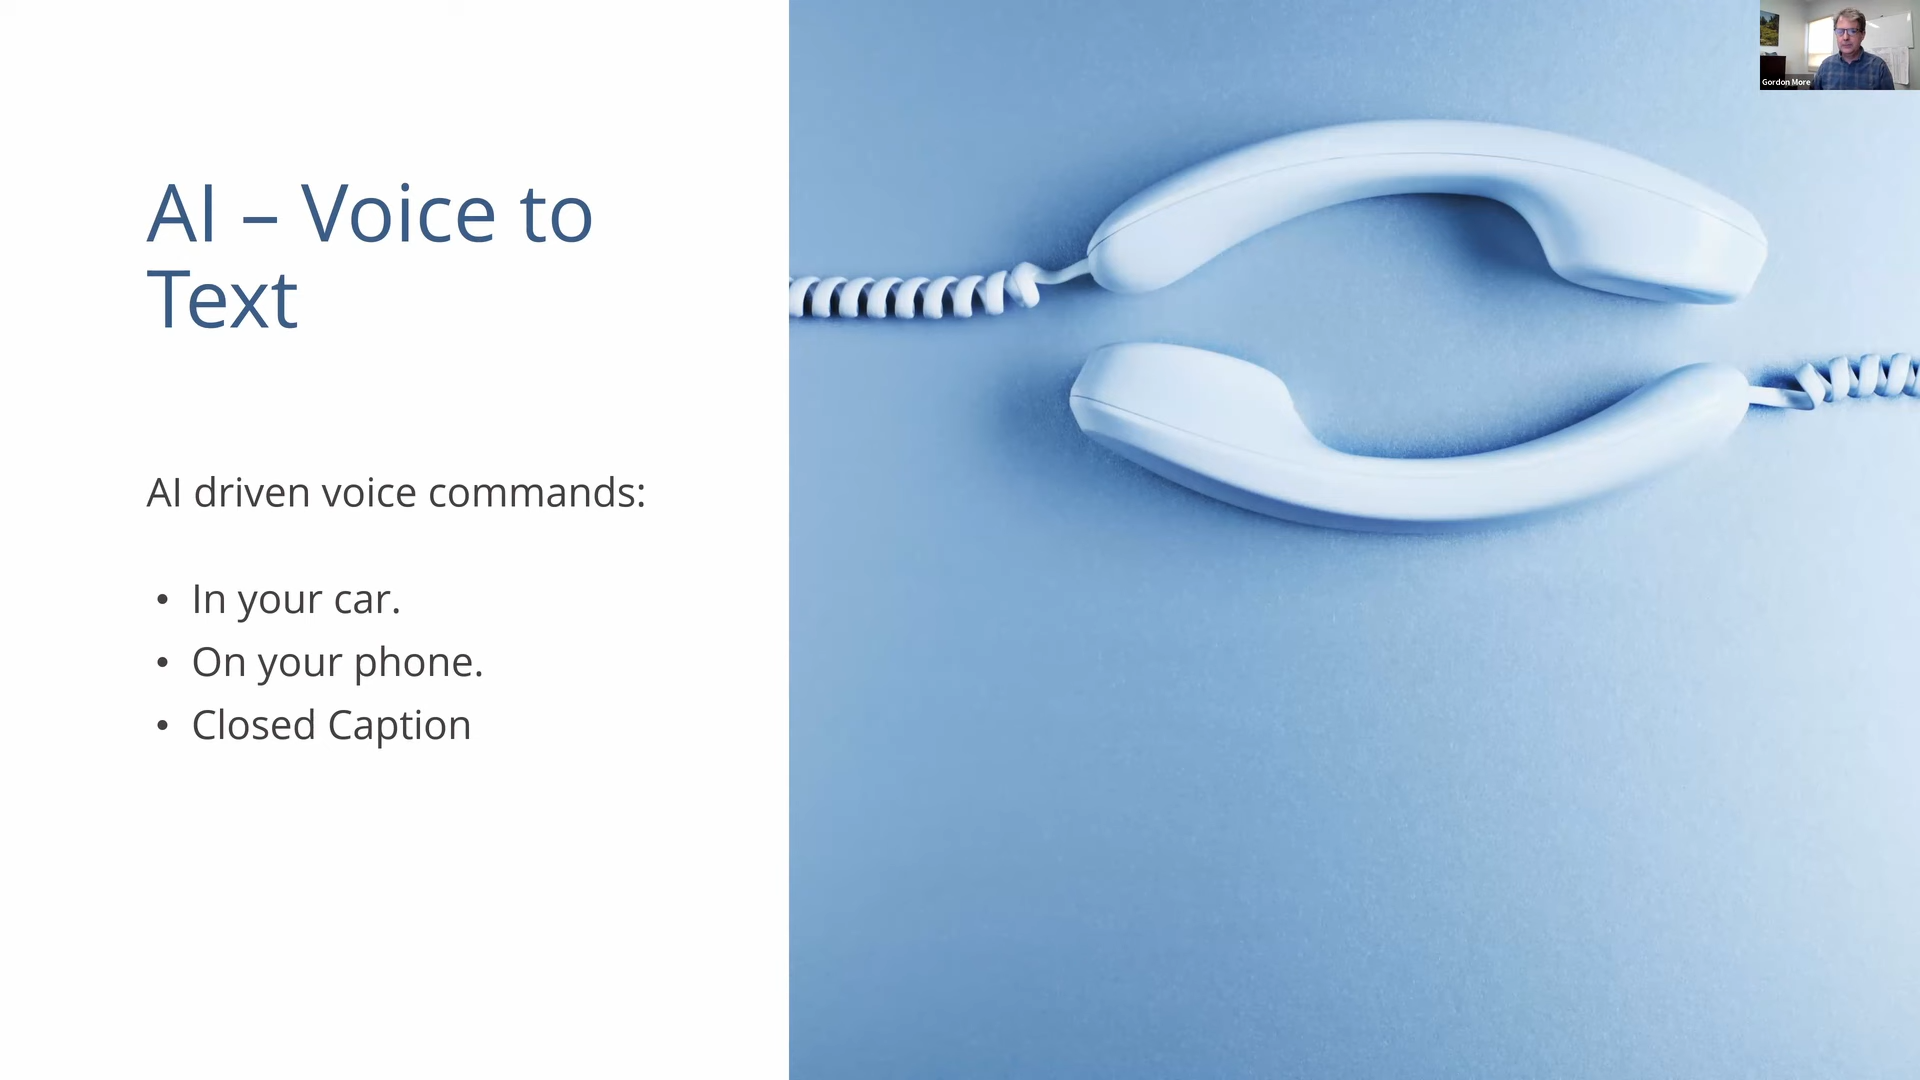 AI – Voice to
Text
AI driven voice commands:
• In your car.
• On your phone.
• Closed Caption
Gordon More